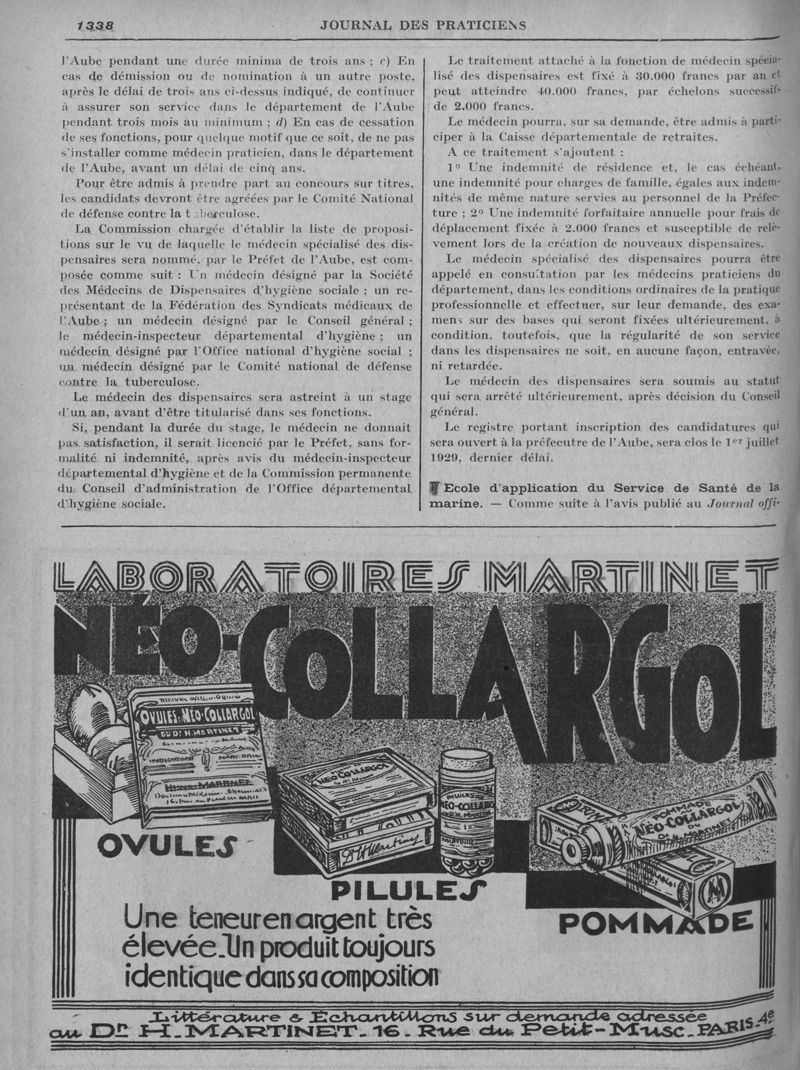 1338
JOURNAL DES PRATICIENS
l'Aube pendant une durée minima de trois ans ; c) En
cas de démission ou de nomination à un autre poste,
après le délai de trois ans ci-dessus indiqué, de continuer
à assurer son service dans le département de l'Aube
pendant trois mois au minimum ; d) En cas de cessation
de ses fonctions, pour quelque motif que ce soit, de ne pas
s'installer comme médecin praticien, dans le département
de l'Aube, avant un délai de cinq ans.
Pour être admis à prendre part au concours sur titres,
les candidats devront être agréées par le Comité National
de défense contre la t berculose.
La Commission chargée d'établir la liste de proposi-
tions sur le vu de laquelle le médecin spécialisé des dis-
pensaires sera nommé, par le Préfet de l'Aube, est com-
posée comme suit : Un médecin désigné par la Société
des Médecins de Dispensaires d'hygiène sociale ; un re-
présentant de la Fédération des Syndicats médicaux de
l'Aube ; un médecin désigné par le Conseil général ;
le médecin-inspecteur départemental d'hygiène ; un
médecin désigné par l'Office national d'hygiène social ;
un médecin désigné par le Comité national de défense
contre la tuberculose.
Le médecin des dispensaires sera astreint à un stage
d'un an, avant d'être titularisé dans ses fonctions.
Si, pendant la durée du stage, le médecin ne donnait
pas satisfaction, il serait licencié par le Préfet, sans for-
malité ni indemnité, après avis du médecin-inspecteur
départemental d'hygiène et de la Commission permanente
du Conseil d'administration de l'Office départemental
d'hygiène sociale.
Le traitement attaché à la fonction de médecin spécia-
lisé des dispensaires est fixé à 30.000 francs par an et
peut atteindre 40.000 francs, par échelons successifs
de 2.000 francs.
Le médecin pourra, sur sa demande, être admis à parti-
ciper à la Caisse départementale de retraites.
A ce traitement s'ajoutent :
1° Une indemnité de résidence et, le cas échéant,
une indemnité pour charges de famille, égales aux indem-
nités de même nature servies au personnel de la Préfec-
ture ; 2° Une indemnité forfaitaire annuelle pour frais de
déplacement fixée à 2.000 francs et susceptible de relè-
vement lors de la création de nouveaux dispensaires.
Le médecin spécialisé des dispensaires pourra être
appelé en consultation par les médecins praticiens du
département, dans les conditions ordinaires de la pratique
professionnelle et effectuer, sur leur demande, des exa-
mens sur des bases qui seront fixées ultérieurement, à
condition, toutefois, que la régularité de son service
dans les dispensaires ne soit, en aucune façon, entravée,
ni retardée.
Le médecin des dispensaires sera soumis au statut
qui sera arrêté ultérieurement, après décision du Conseil
général.
Le registre portant inscription des candidatures qui
sera ouvert à la préfecutre de l'Aube, sera clos le 1er juillet
1929, dernier délai.
Ecole d'application du Service de Santé de la
marine. — Comme suite à l'avis publié au Journal offi-
LABORATOIRES MARTINET
NÉO-COLLARGOL
OVULES-NÉO-COLLARGOL
DU Dr H. MARTINET
INDICATIONS
HENRI MARTINET
NÉO-COLLARGOL
Dr H Martinet
PILULES
NÉO-COLLARGOL
POMMADE
NÉO-COLLARGOL
DU
Dr H. MARTINET
OVULES
PILULES
POMMADE
Une teneur en argent très
élevée. Un produit toujours
identique dans sa composition
Littérature & Échantillons sur demande adressée
au Dr H. MARTINET. 16. Rue du Petit-Musc. PARIS. 4e